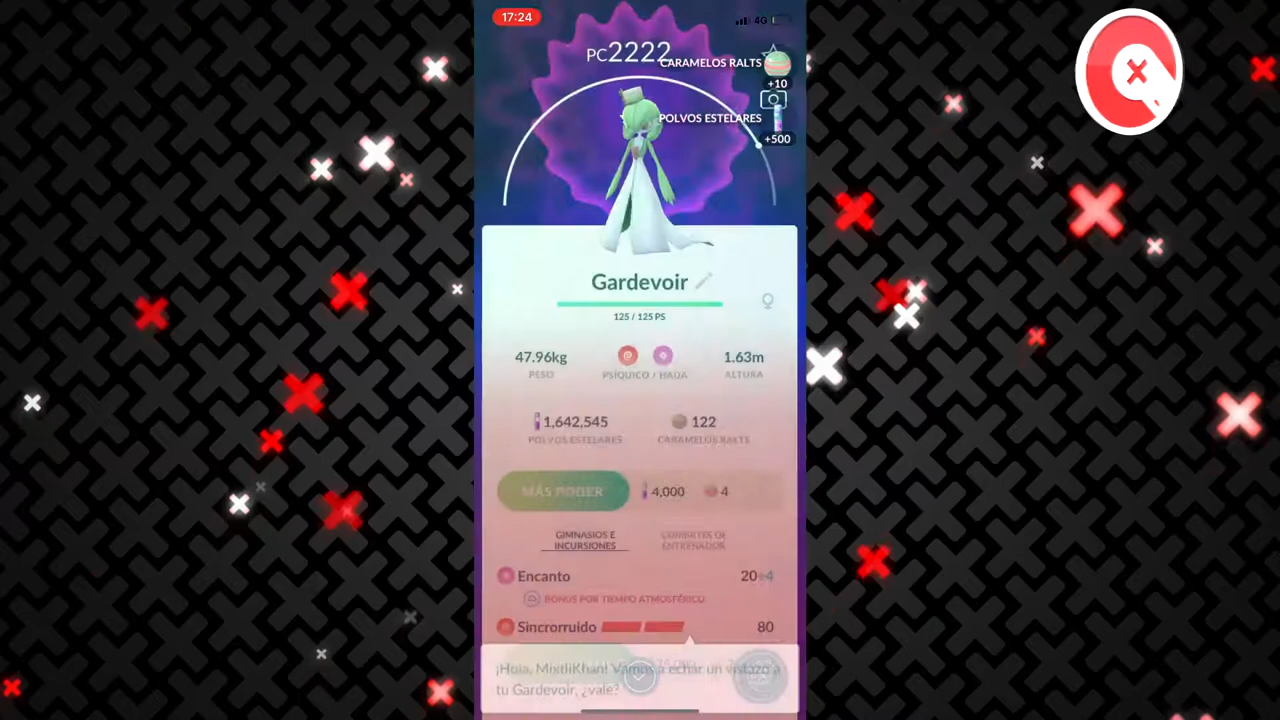 17:24
4G
PC2222
CARAMELOS RALTS
+10
POLVOS ESTELARES
+500
Gardevoir
125 / 125 PS
47.96kg
PESO
PSÍQUICO / HADA
1.63m
ALTURA
1,642,545
POLVOS ESTELARES
122
CARAMELOS RALTS
MÁS PODER
4,000
4
GIMNASIOS E
INCURSIONES
COMBATES DE
ENTRENADOR
Encanto
20+4
BONUS POR TIEMPO ATMOSFÉRICO
Sincrorruido
80
¡Hola, MixtliKhan! Vamos a echar un vistazo a
tu Gardevoir, ¿vale?